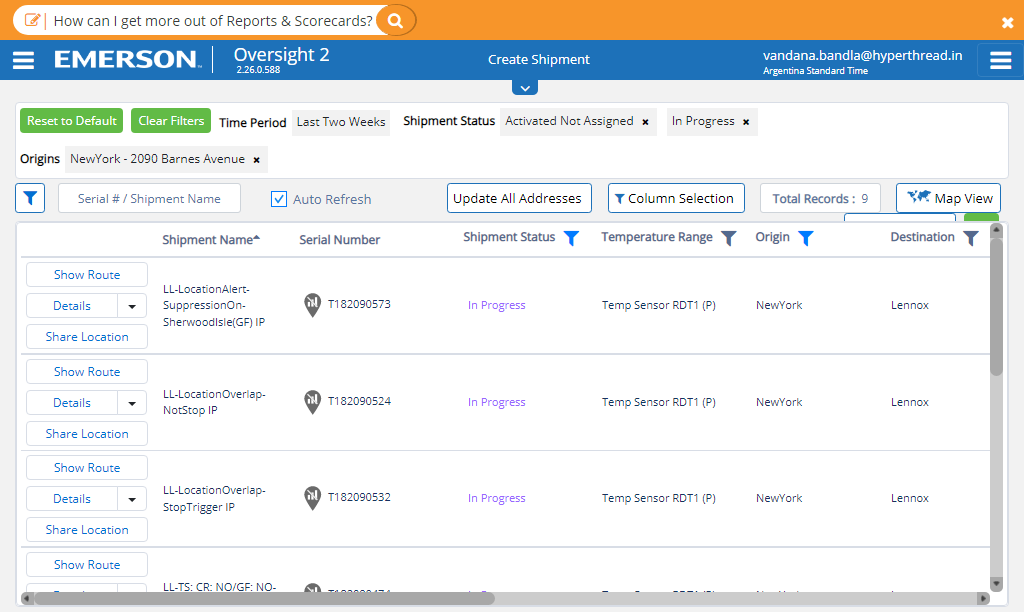 How can I get more out of Reports & Scorecards?
EMERSON
Oversight 2
2.26.0.588
Create Shipment
vandana.bandla@hyperthread.in
Argentina Standard Time
Reset to Default
Clear Filters
Time Period
Last Two Weeks
Shipment Status
Activated Not Assigned ×
In Progress ×
Origins
NewYork - 2090 Barnes Avenue ×
Serial # / Shipment Name
Auto Refresh
Update All Addresses
Column Selection
Total Records : 9
Map View
Shipment Name
Serial Number
Shipment Status
Temperature Range
Origin
Destination
Show Route
Details
Share Location
LL-LocationAlert-
SuppressionOn-
SherwoodIsle(GF) IP
T182090573
In Progress
Temp Sensor RDT1 (P)
NewYork
Lennox
Show Route
Details
Share Location
LL-LocationOverlap-
NotStop IP
T182090524
In Progress
Temp Sensor RDT1 (P)
NewYork
Lennox
Show Route
Details
Share Location
LL-LocationOverlap-
StopTrigger IP
T182090532
In Progress
Temp Sensor RDT1 (P)
NewYork
Lennox
Show Route
LL-TS: CR: NO/GF: NO-